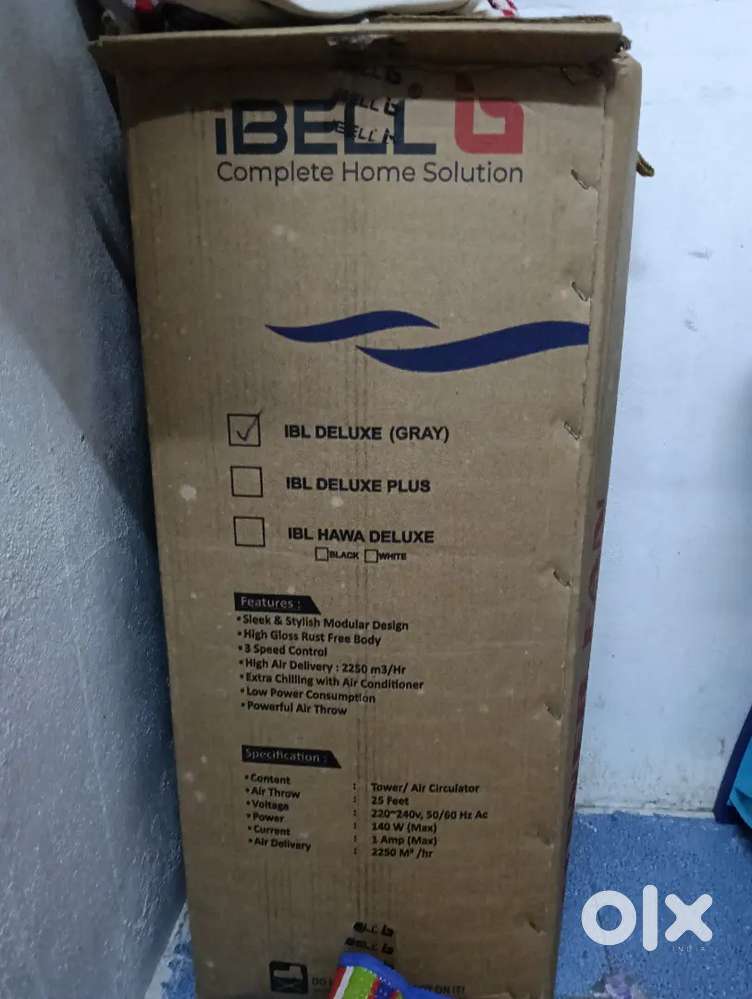 iBELL
Complete Home Solution
IBL DELUXE (GRAY)
IBL DELUXE PLUS
IBL HAWA DELUXE
BLACK WHITE
Features :
• Sleek & Stylish Modular Design
• High Gloss Rust Free Body
• 3 Speed Control
• High Air Delivery : 2250 m3/Hr
• Extra Chilling with Air Conditioner
• Low Power Consumption
• Powerful Air Throw
Specification :
• Content : Tower/ Air Circulator
• Air Throw : 25 Feet
• Voltage : 220~240v, 50/60 Hz Ac
• Power : 140 W (Max)
• Current : 1 Amp (Max)
• Air Delivery : 2250 M³ /hr
ON IT!
olx
INDIA